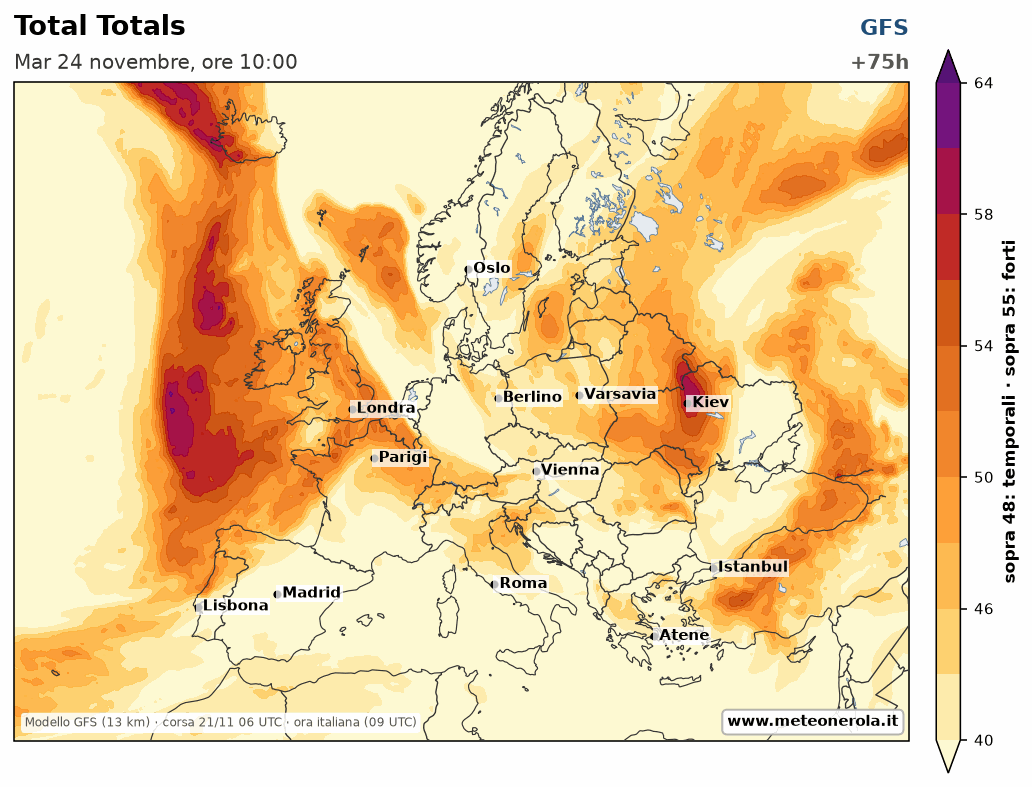 Total Totals
GFS
Mar 24 novembre, ore 10:00
+75h
64
58
54
50
46
40
sopra 48: temporali · sopra 55: forti
Oslo
Berlino
Varsavia
Kiev
Londra
Parigi
Vienna
Istanbul
Roma
Madrid
Lisbona
Atene
Modello GFS (13 km) · corsa 21/11 06 UTC · ora italiana (09 UTC)
www.meteonerola.it